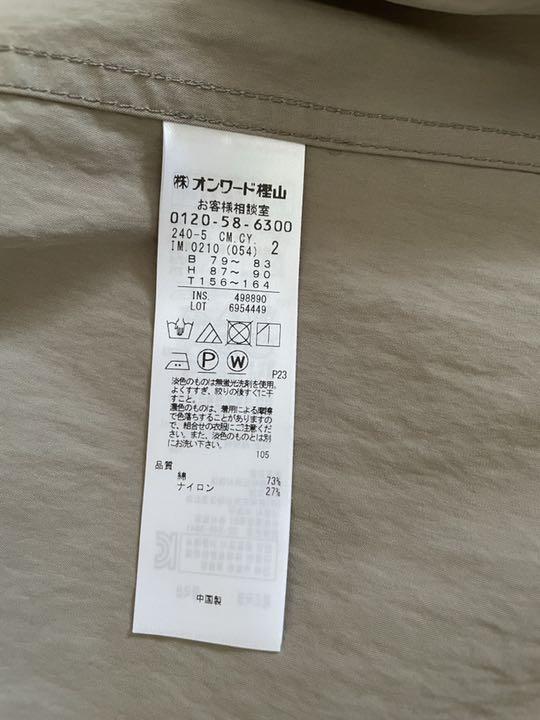 (株)オンワード樫山
お客様相談室
0120-58-6300
240-5 CM.CY. 2
IM.0210 (054)
B 79～ 83
H 87～ 90
T156～164
INS. 498890
LOT 6954449
P W
P23
淡色のものは無蛍光洗剤を使用。
よくすすぎ、絞りの後すぐに干
すこと。
濃色のものは、着用による摩擦
で色落ちすることがありますの
で、組合せの衣服にご注意くだ
さい。また、淡色のものとは別
にお洗い下さい。
105
品質
綿 73%
ナイロン 27%
中国製